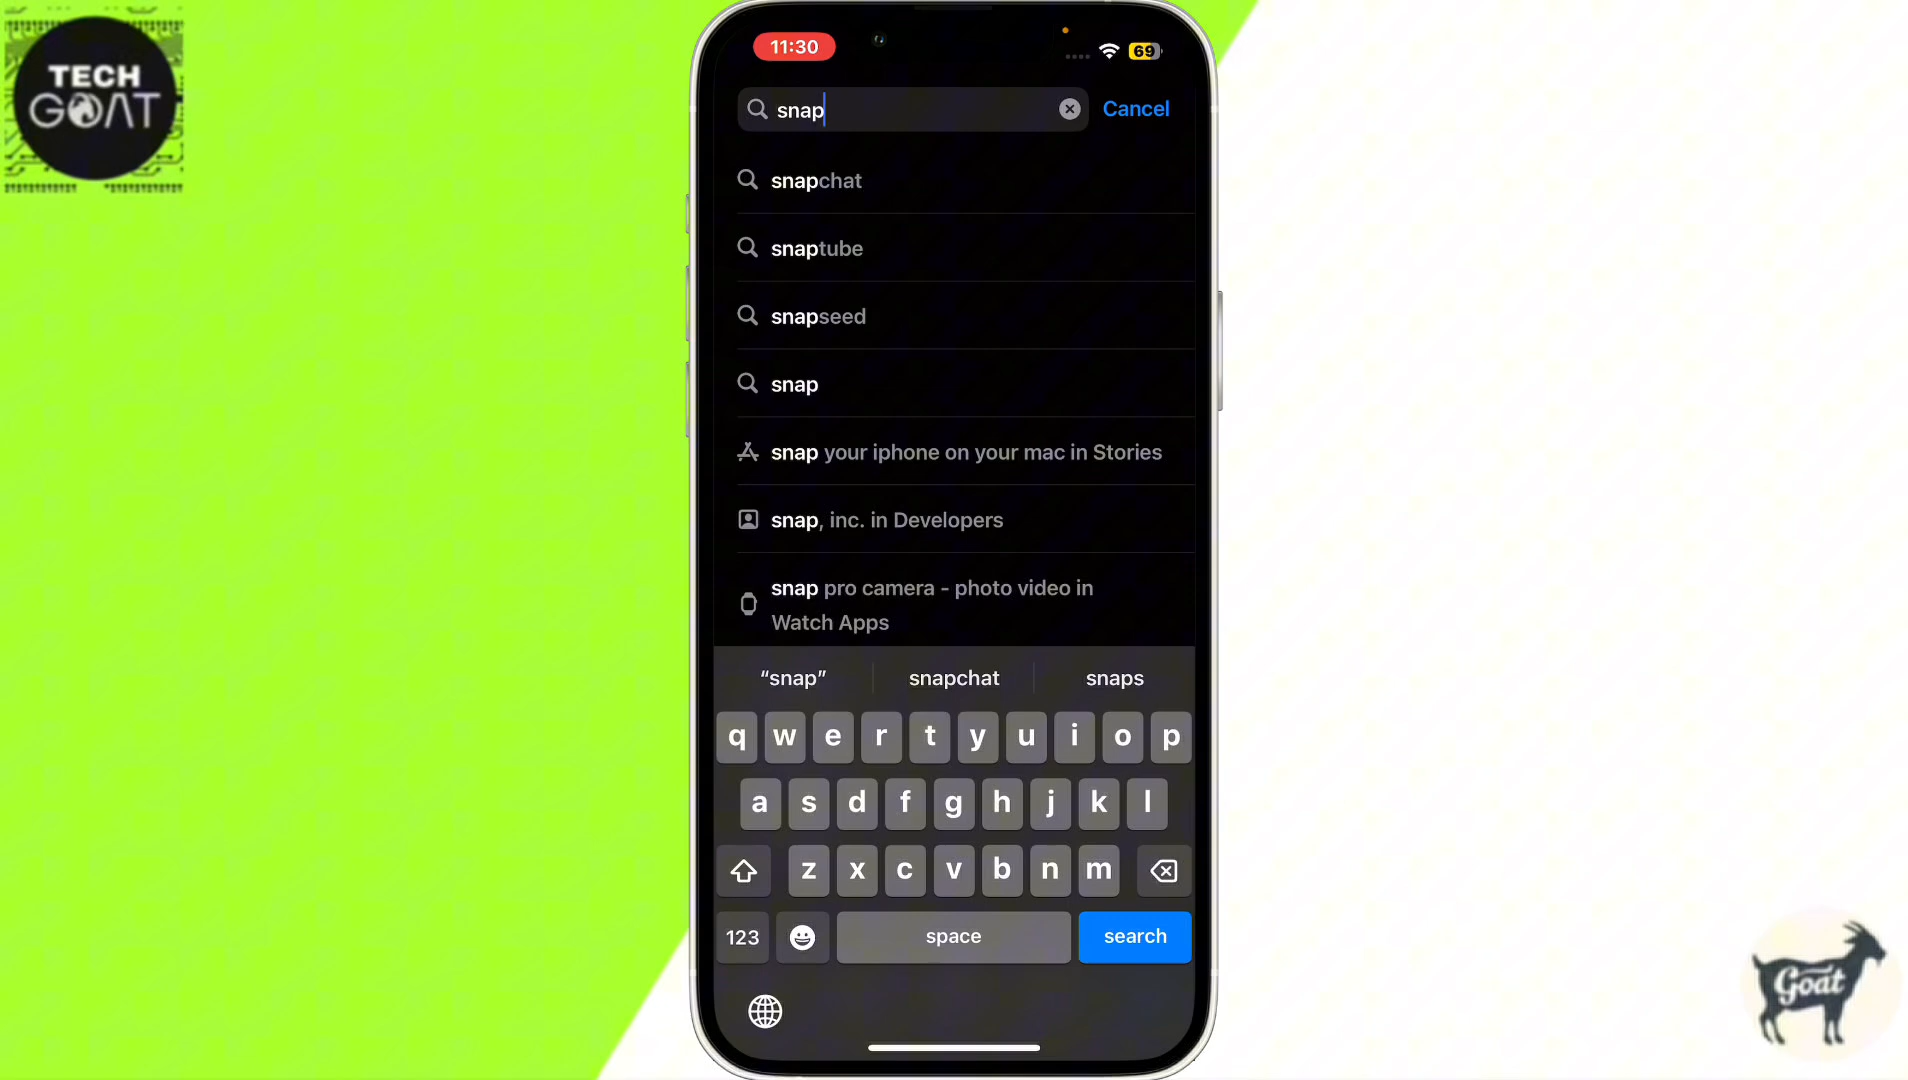 TECH
GOAT
11:30
69
snap
Cancel
snapchat
snaptube
snapseed
snap
snap your iphone on your mac in Stories
snap, inc. in Developers
snap pro camera - photo video in
Watch Apps
“snap”
snapchat
snaps
q w e r t y u i o p
a s d f g h j k l
z x c v b n m
123
space
search
Goat